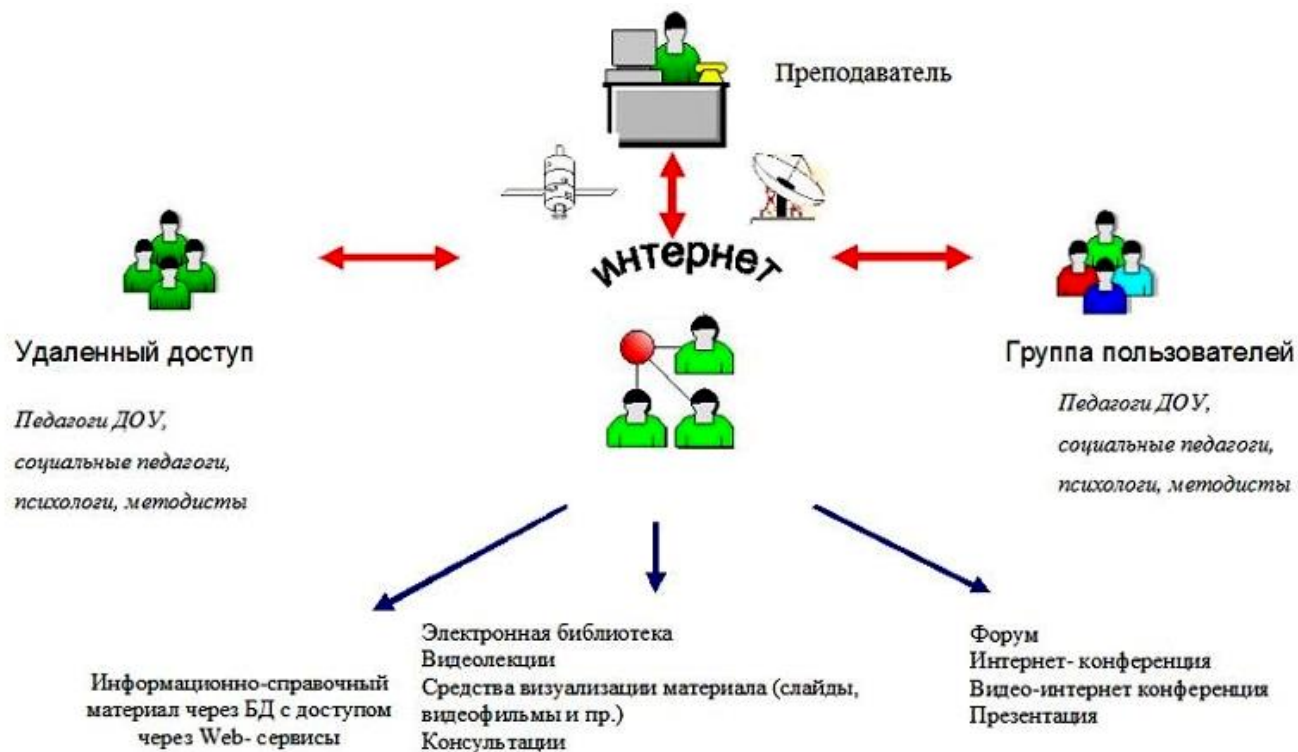 Преподаватель
интернет
Удаленный доступ
Педагоги ДОУ,
социальные педагоги,
психологи, методисты
Группа пользователей
Педагоги ДОУ,
социальные педагоги,
психологи, методисты
Информационно-справочный
материал через БД с доступом
через Web- сервисы
Электронная библиотека
Видеолекции
Средства визуализации материала (слайды,
видеофильмы и пр.)
Консультации
Форум
Интернет- конференция
Видео-интернет конференция
Презентация